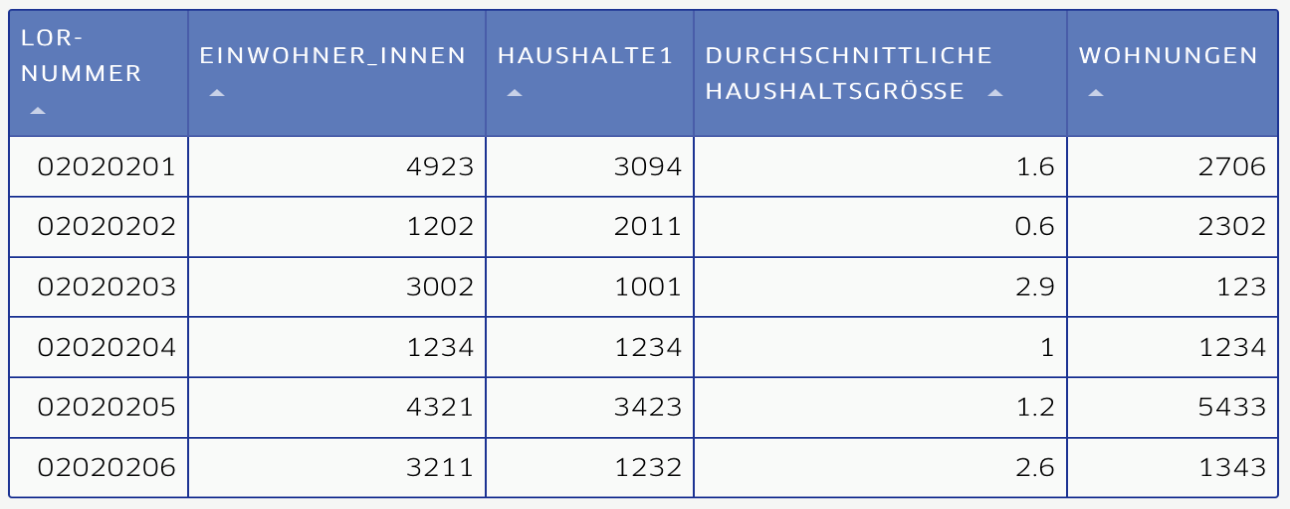 LOR-
NUMMER
EINWOHNER_INNEN
HAUSHALTE1
DURCHSCHNITTLICHE
HAUSHALTSGRÖSSE
WOHNUNGEN
02020201 4923 3094 1.6 2706
02020202 1202 2011 0.6 2302
02020203 3002 1001 2.9 123
02020204 1234 1234 1 1234
02020205 4321 3423 1.2 5433
02020206 3211 1232 2.6 1343